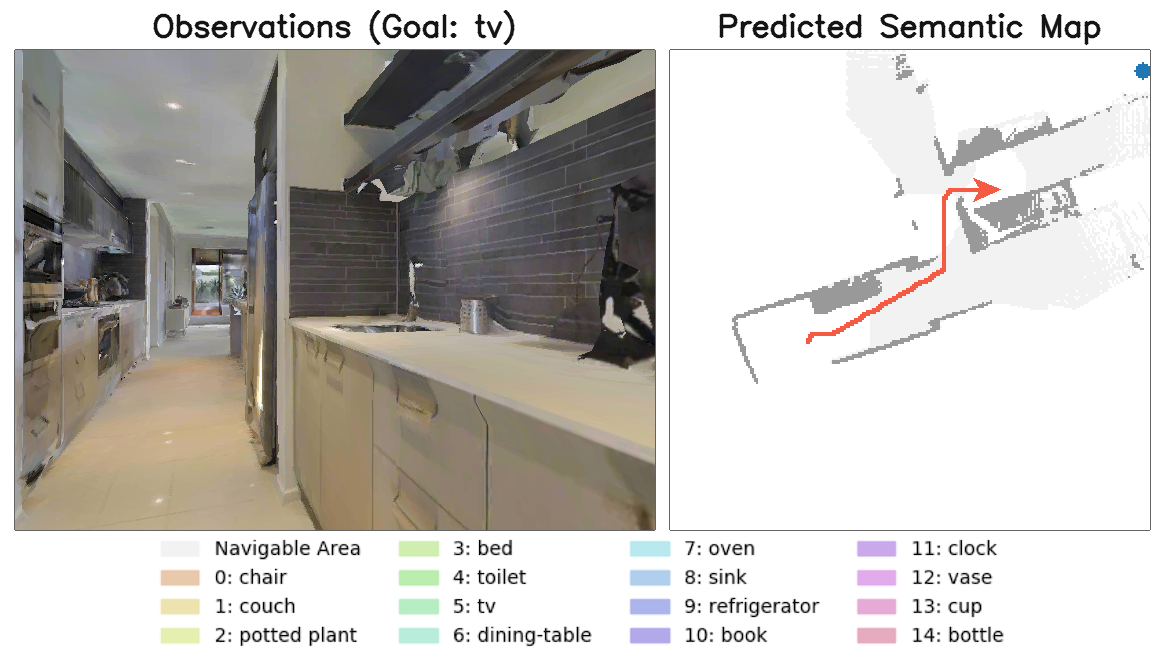 Observations (Goal: tv)
Predicted Semantic Map
Navigable Area
0: chair
1: couch
2: potted plant
3: bed
4: toilet
5: tv
6: dining-table
7: oven
8: sink
9: refrigerator
10: book
11: clock
12: vase
13: cup
14: bottle